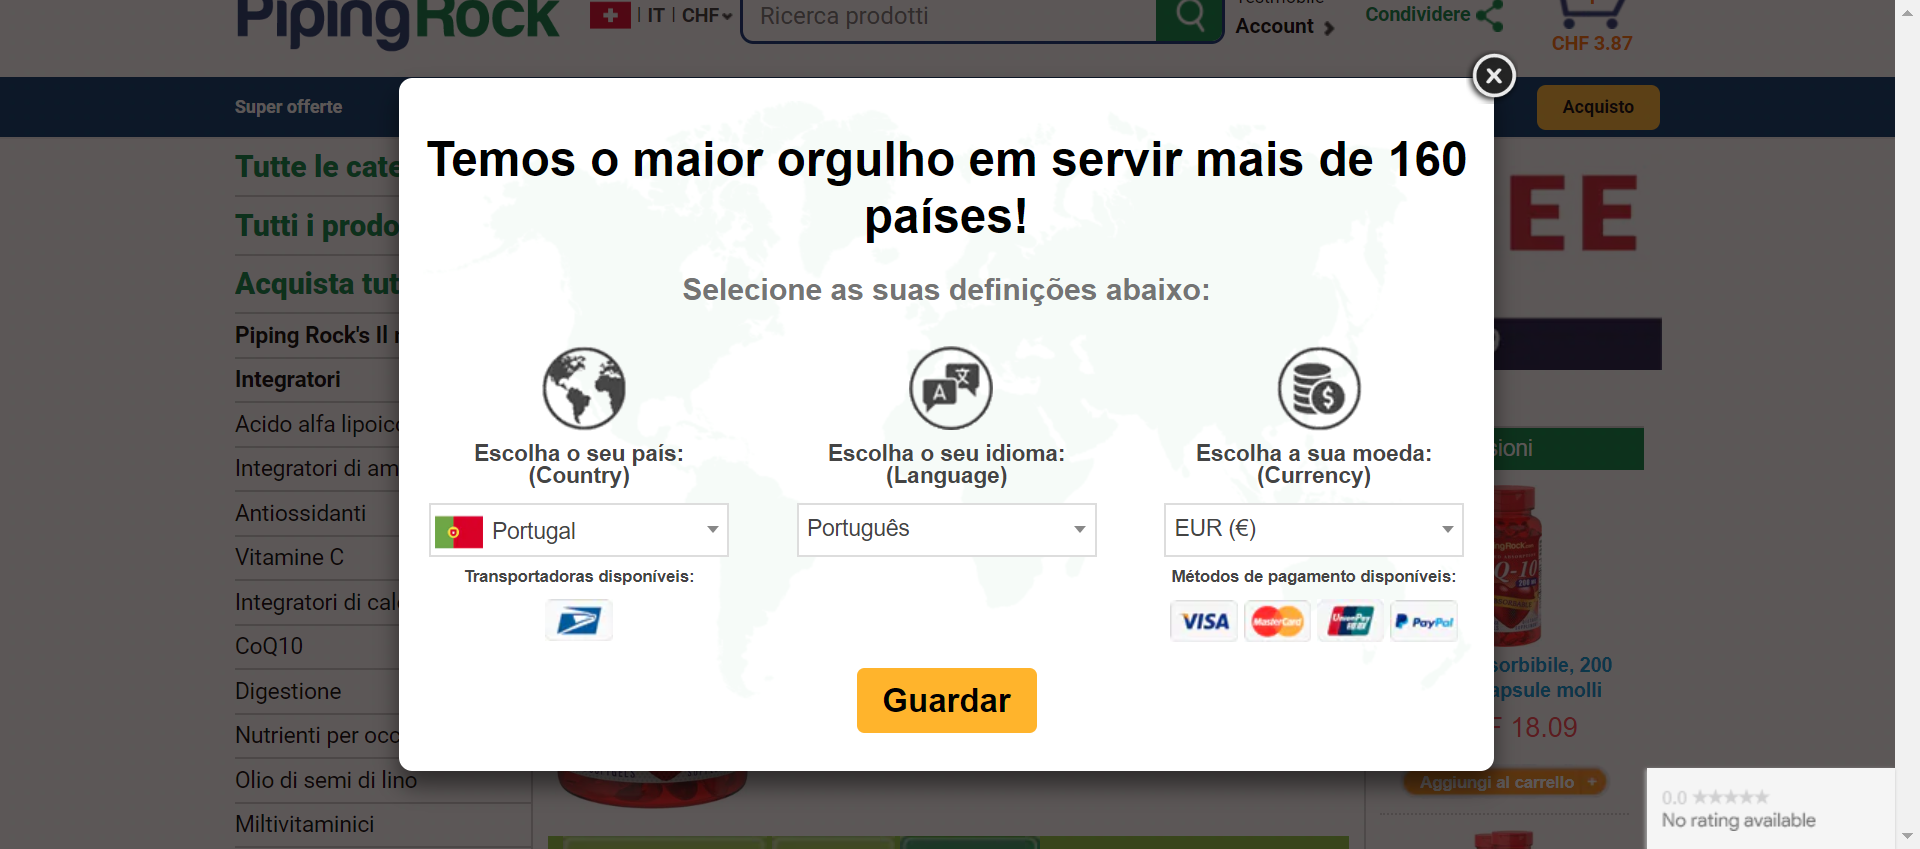 PipingRock
IT
CHF
Ricerca prodotti
Account
Condividere
CHF 3.87
Super offerte
Acquisto
Tutte le cate
Tutti i prodo
Acquista tut
Piping Rock's Il
Integratori
Acido alfa lipoico
Integratori di am
Antiossidanti
Vitamine C
Integratori di calc
CoQ10
Digestione
Nutrienti per occ
Olio di semi di lino
Miltivitaminici
Temos o maior orgulho em servir mais de 160
países!
Selecione as suas definições abaixo:
Escolha o seu país:
(Country)
Portugal
Transportadoras disponíveis:
Escolha o seu idioma:
(Language)
Português
Escolha a sua moeda:
(Currency)
EUR (€)
Métodos de pagamento disponíveis:
VISA
MasterCard
UnionPay
PayPal
Guardar
EE
sioni
Q-10
sorbibile, 200
apsule molli
F 18.09
Aggiungi al carrello +
0.0
No rating available